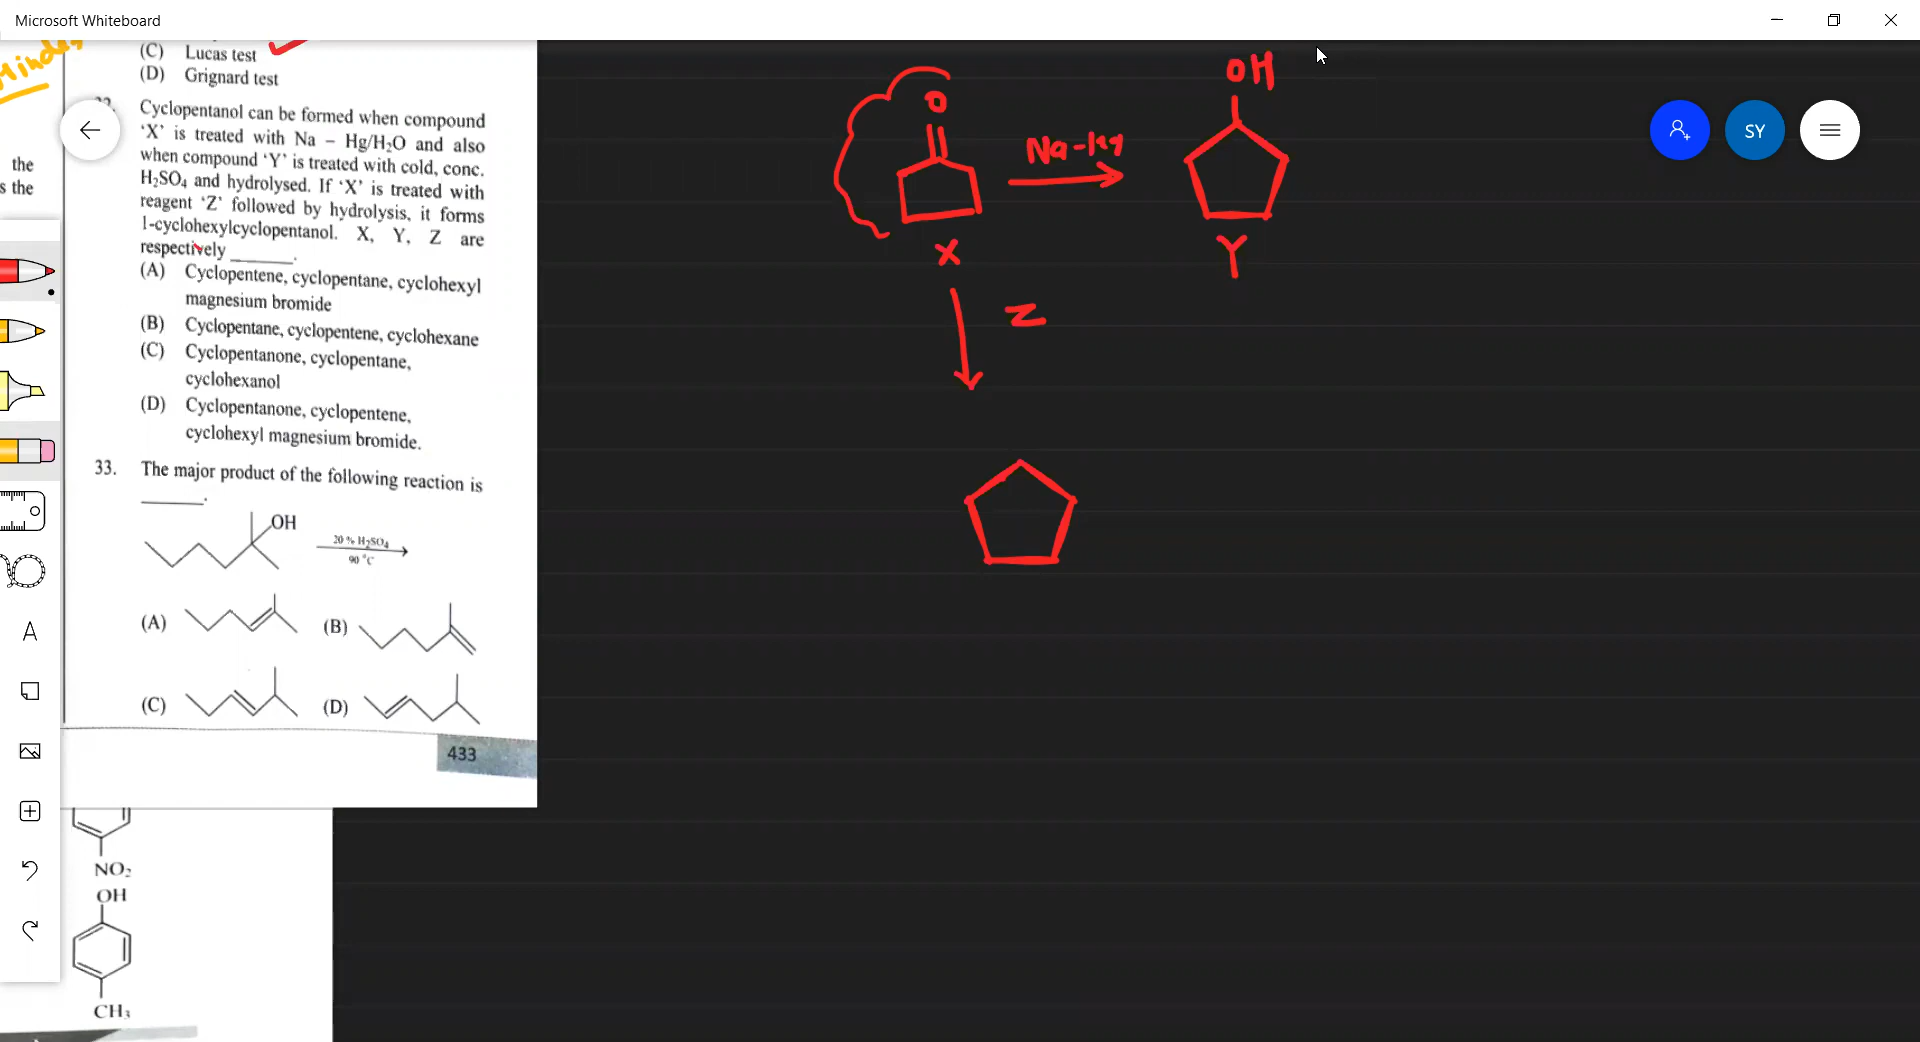 Microsoft Whiteboard
(C) Lucas test
(D) Grignard test
Cyclopentanol can be formed when compound
‘X’ is treated with Na – Hg/H₂O and also
when compound ‘Y’ is treated with cold, conc.
H₂SO₄ and hydrolysed. If ‘X’ is treated with
reagent ‘Z’ followed by hydrolysis, it forms
1-cyclohexylcyclopentanol. X, Y, Z are
respectively ______.
(A) Cyclopentene, cyclopentane, cyclohexyl
magnesium bromide
(B) Cyclopentane, cyclopentene, cyclohexane
(C) Cyclopentanone, cyclopentane,
cyclohexanol
(D) Cyclopentanone, cyclopentene,
cyclohexyl magnesium bromide.
33. The major product of the following reaction is
______.
OH
20 % H₂SO₄
90 °C
(A)
(B)
(C)
(D)
433
the
s the
NO₂
OH
CH₃
O
Na-Hg
OH
X
Y
Z
SY
A